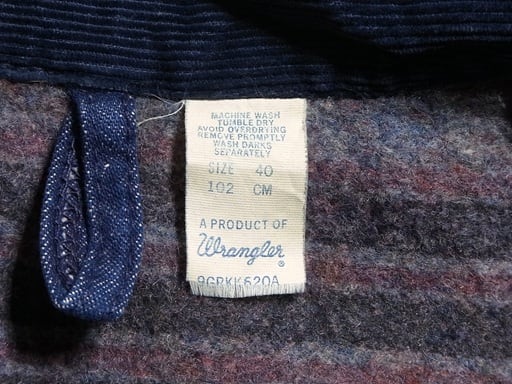 MACHINE WASH
TUMBLE DRY
AVOID OVERDRYING
REMOVE PROMPTLY
WASH DARKS
SEPARATELY
SIZE 40
102 CM
A PRODUCT OF
Wrangler®
9GRKK620A